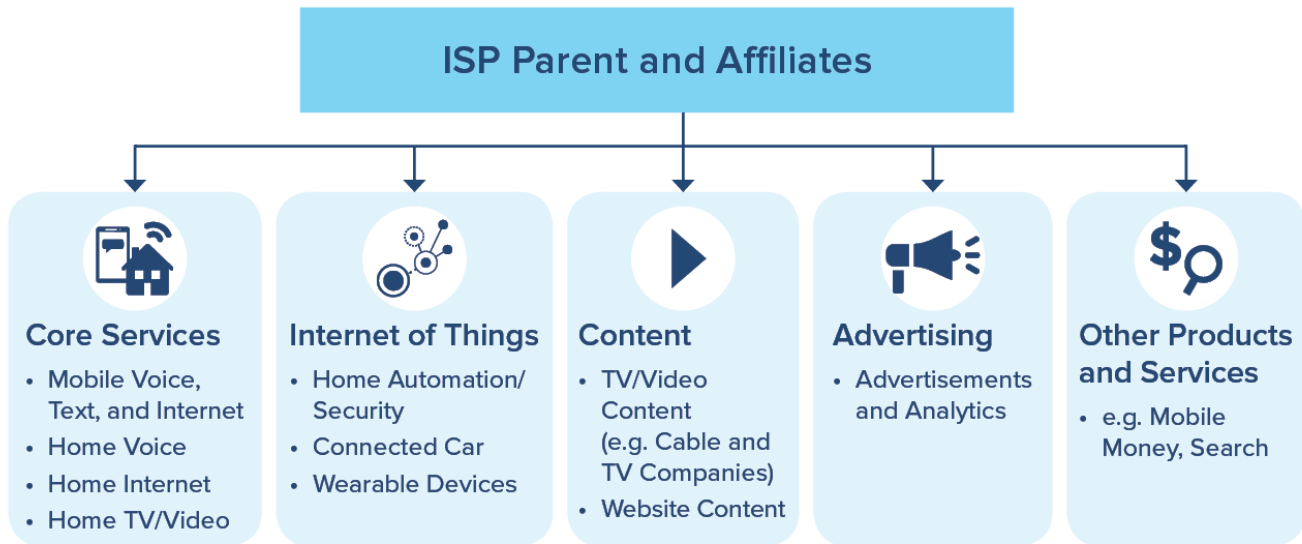 ISP Parent and Affiliates
Core Services
• Mobile Voice,
Text, and Internet
• Home Voice
• Home Internet
• Home TV/Video
Internet of Things
• Home Automation/
Security
• Connected Car
• Wearable Devices
Content
• TV/Video
Content
(e.g. Cable and
TV Companies)
• Website Content
Advertising
• Advertisements
and Analytics
$
Other Products
and Services
• e.g. Mobile
Money, Search